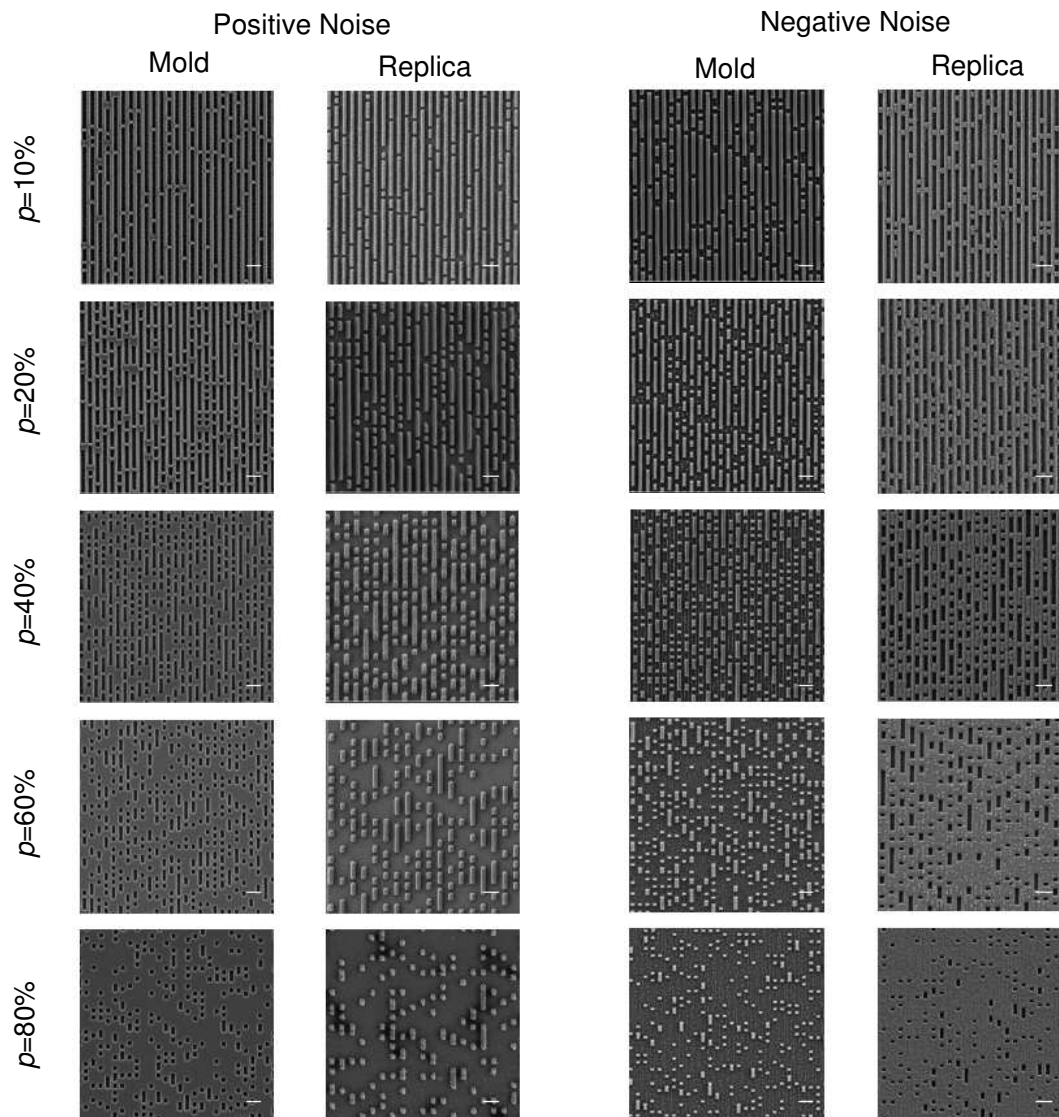 Positive Noise Negative Noise
Mold Replica Mold Replica
p=10%
p=20%
p=40%
p=60%
p=80%